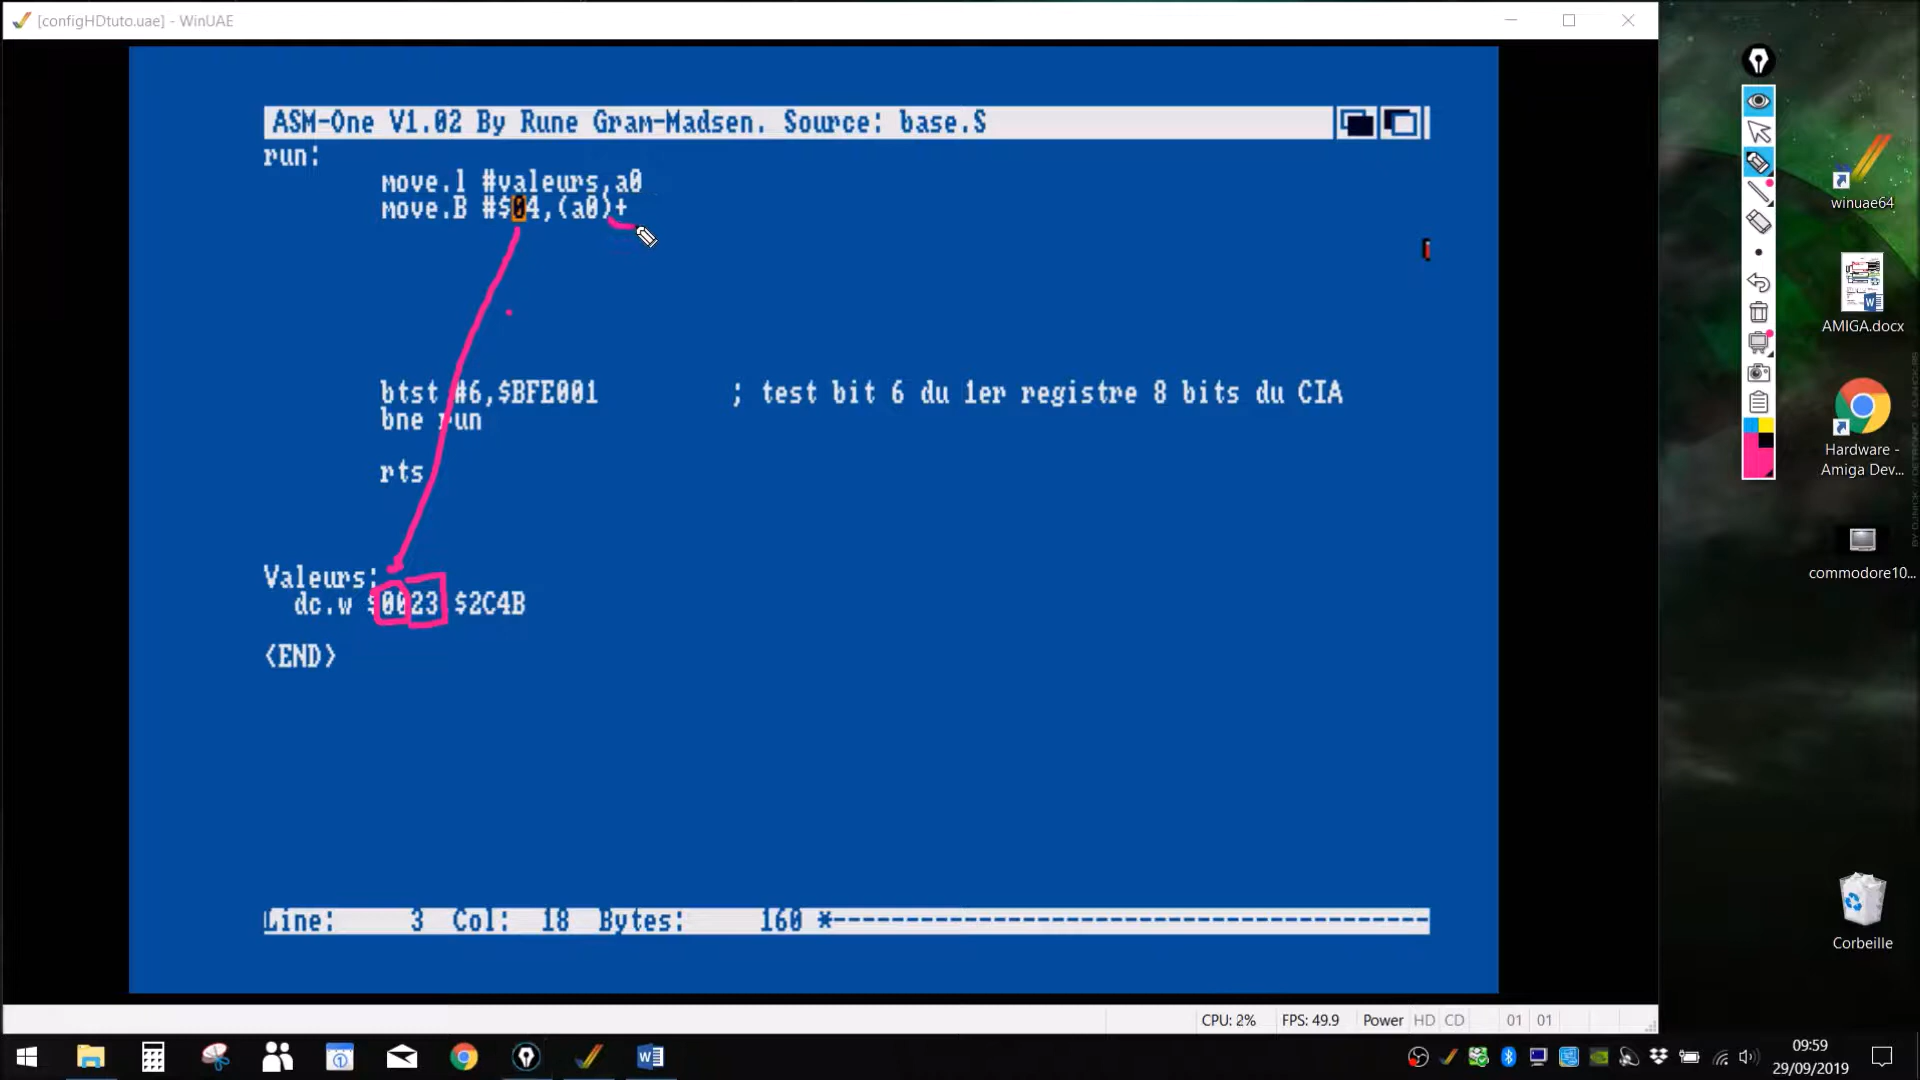 [configHDtuto.uae] - WinUAE
ASM-One V1.02 By Rune Gram-Madsen. Source: base.S
run:
move.l #valeurs,a0
move.B #$04,(a0)+
btst #6,$BFE001 ; test bit 6 du 1er registre 8 bits du CIA
bne run
rts
Valeurs:
dc.w $0023 $2C4B
<END>
Line: 3 Col: 18 Bytes: 160 *--------------------------------------------
CPU: 2% FPS: 49.9 Power HD CD 01 01
winuae64
AMIGA.docx
Hardware -
Amiga Dev...
commodore10...
Corbeille
09:59
29/09/2019